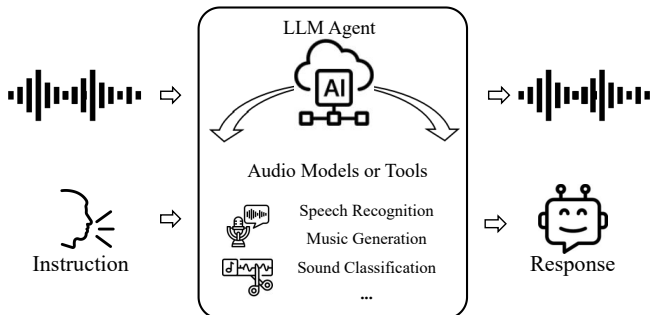 LLM Agent
AI
Audio Models or Tools
Speech Recognition
Music Generation
Sound Classification
...
Instruction
Response